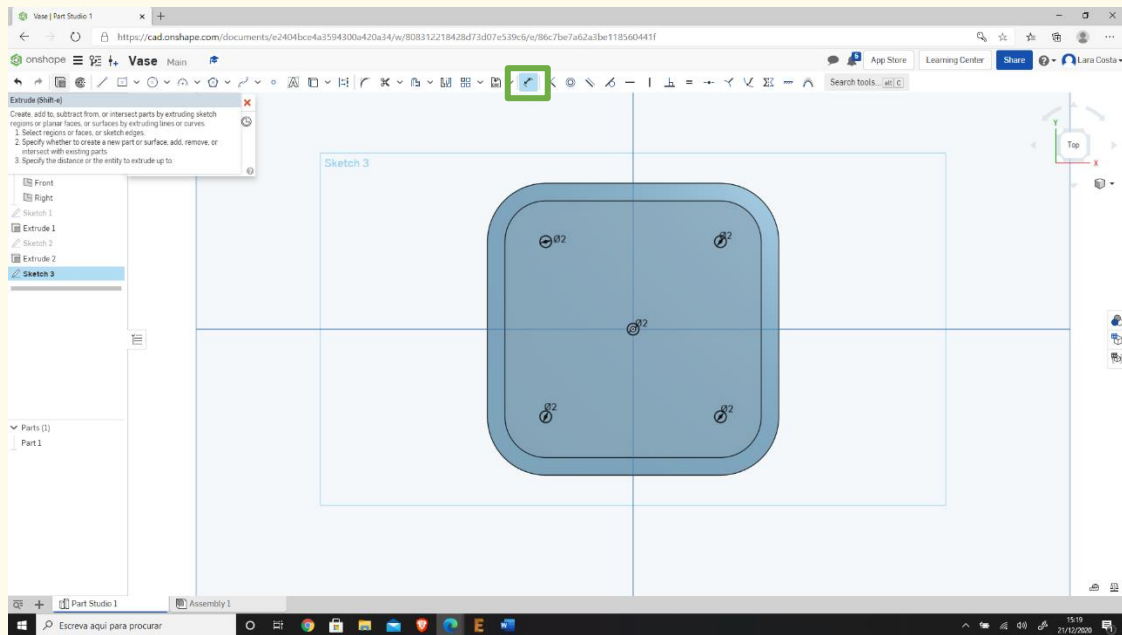 Vase | Part Studio 1
https://cad.onshape.com/documents/e2404bce4a3594300a420a34/w/808312218428d73d07e539c6/e/86c7be7a62a3be118560441f
onshape Vase Main
App Store
Learning Center
Share
Lara Costa
Search tools... alt C
Extrude (Shift-e)
Create, add to, subtract from, or intersect parts by extruding sketch
regions or planar faces, or surfaces by extruding lines or curves.
1. Select regions or faces, or sketch edges.
2. Specify whether to create a new part or surface, add, remove, or
intersect with existing parts.
3. Specify the distance or the entity to extrude up to.
Front
Right
Sketch 1
Extrude 1
Sketch 2
Extrude 2
Sketch 3
Parts (1)
Part 1
Sketch 3
Ø2
Ø2
Ø2
Ø2
Ø2
Y
Top
X
Part Studio 1
Assembly 1
Escreva aqui para procurar
15:19
21/12/2020